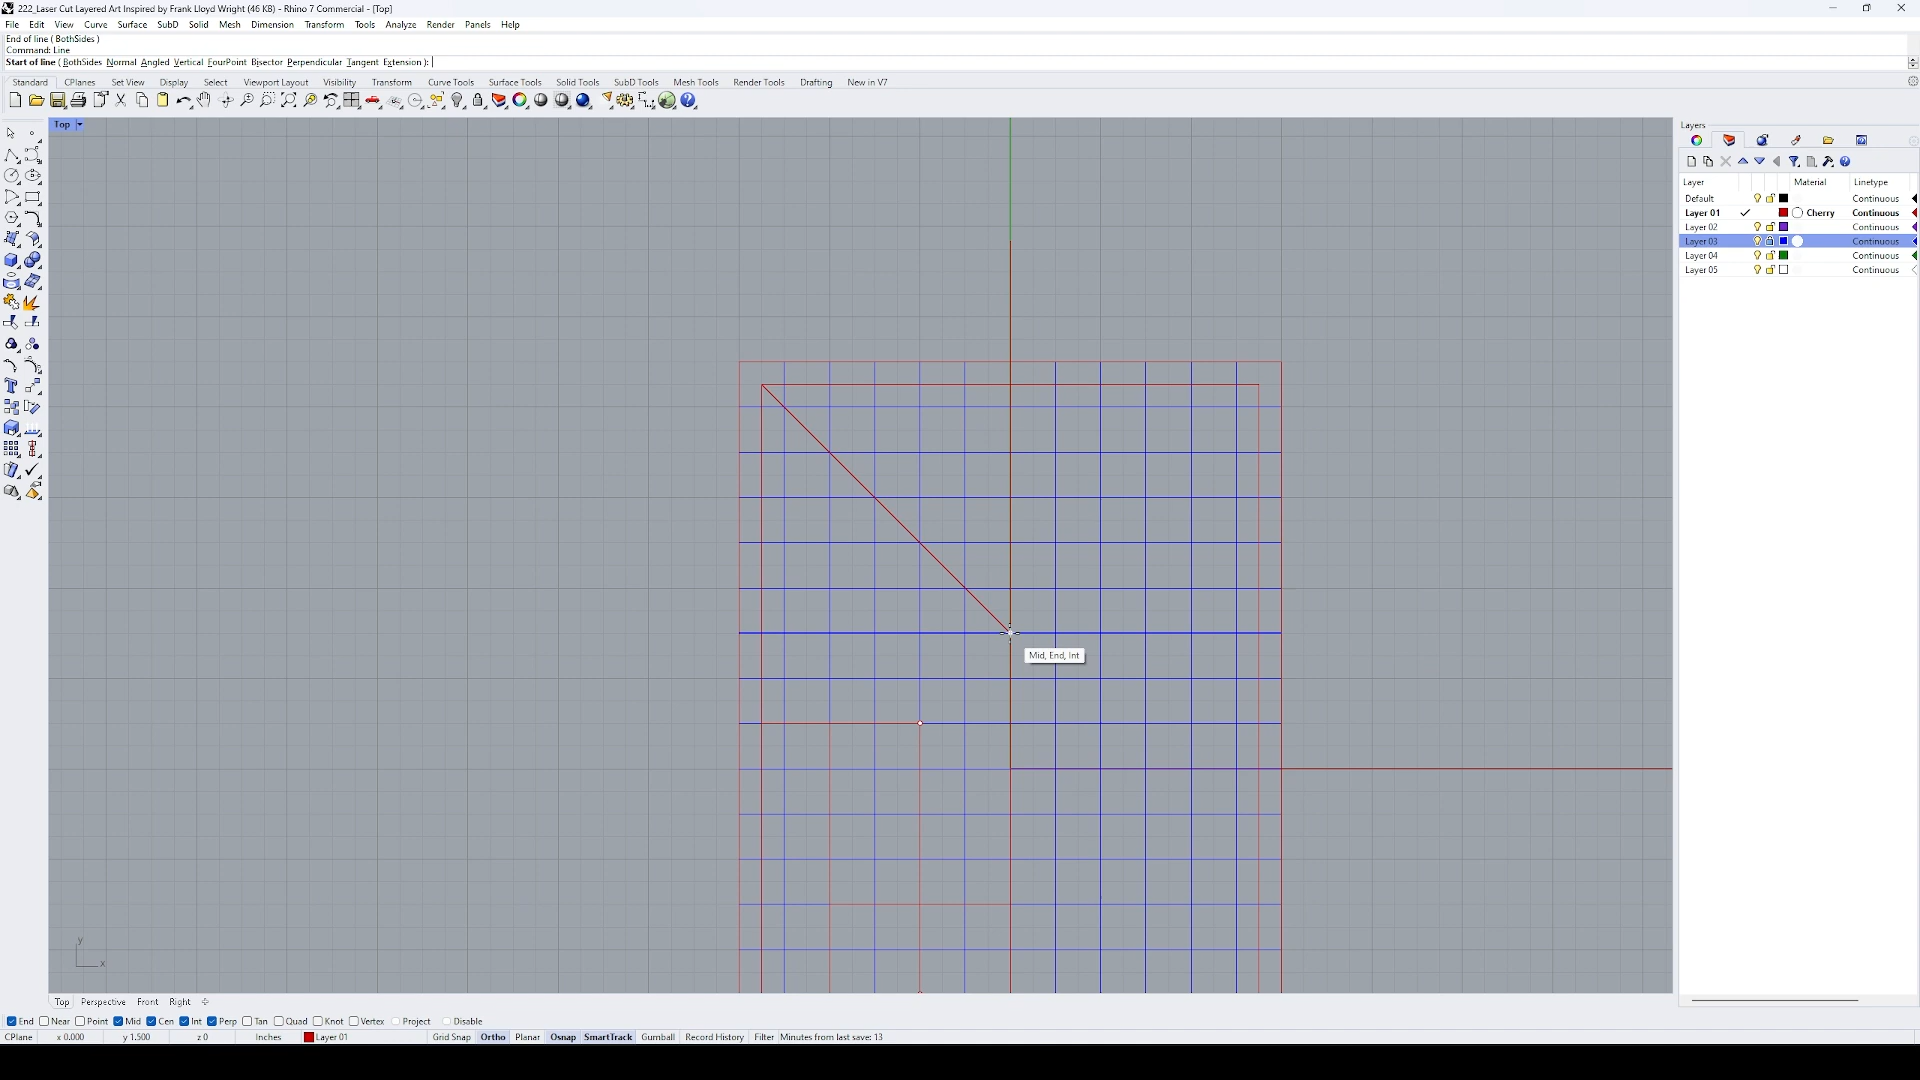 222_Laser Cut Layered Art Inspired by Frank Lloyd Wright (46 KB) - Rhino 7 Commercial - [Top]
File Edit View Curve Surface SubD Solid Mesh Dimension Transform Tools Analyze Render Panels Help
End of line ( BothSides )
Command: Line
Start of line ( BothSides Normal Angled Vertical FourPoint Bisector Perpendicular Tangent Extension ):
Standard CPlanes Set View Display Select Viewport Layout Visibility Transform Curve Tools Surface Tools Solid Tools SubD Tools Mesh Tools Render Tools Drafting New in V7
Top
Layers
Layer Material Linetype
Default Continuous
Layer 01 Cherry Continuous
Layer 02 Continuous
Layer 03 Continuous
Layer 04 Continuous
Layer 05 Continuous
Mid, End, Int
y
x
Top Perspective Front Right
End Near Point Mid Cen Int Perp Tan Quad Knot Vertex Project Disable
CPlane x 0.000 y 1.500 z 0 Inches Layer 01 Grid Snap Ortho Planar Osnap SmartTrack Gumball Record History Filter Minutes from last save: 13